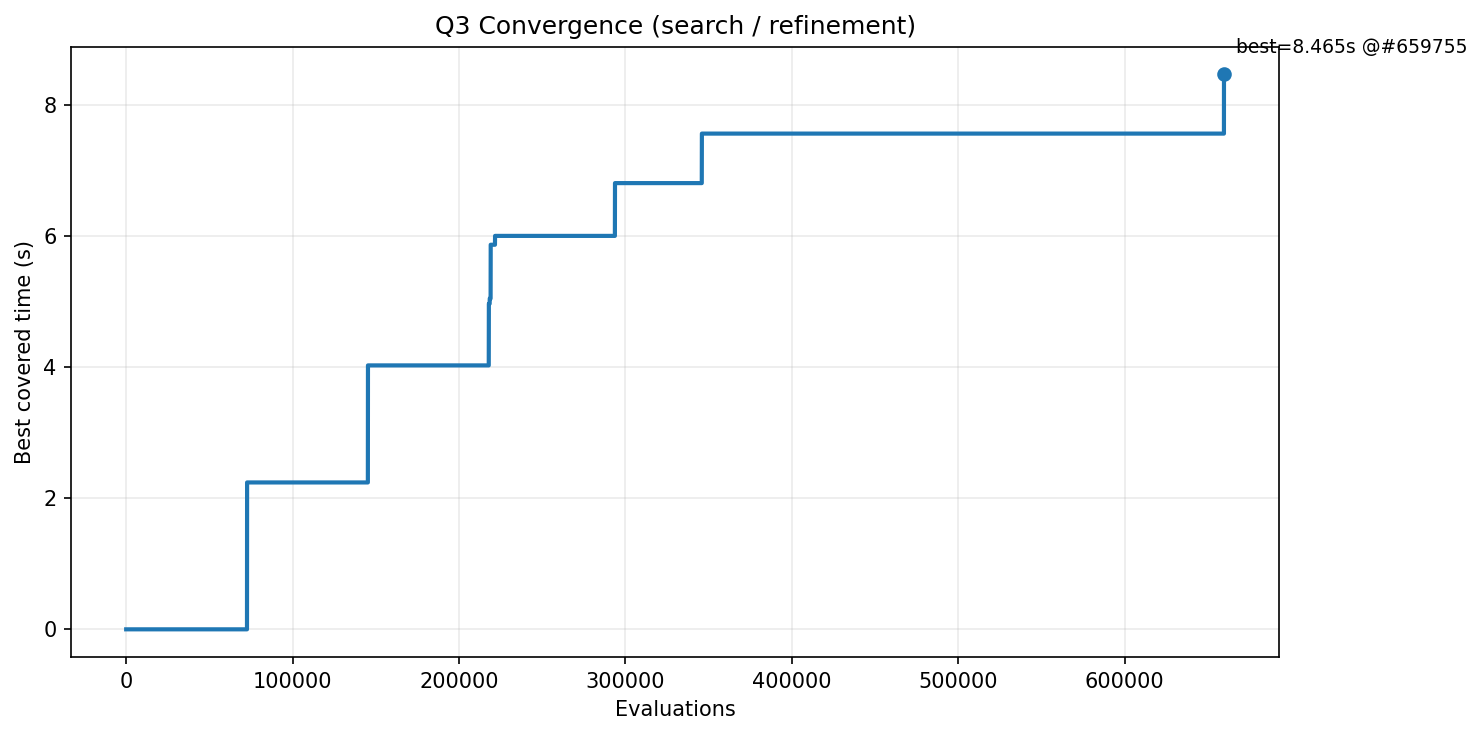 Q3 Convergence (search / refinement)
best=8.465s @#659755
Best covered time (s)
8
6
4
2
0
0 100000 200000 300000 400000 500000 600000
Evaluations